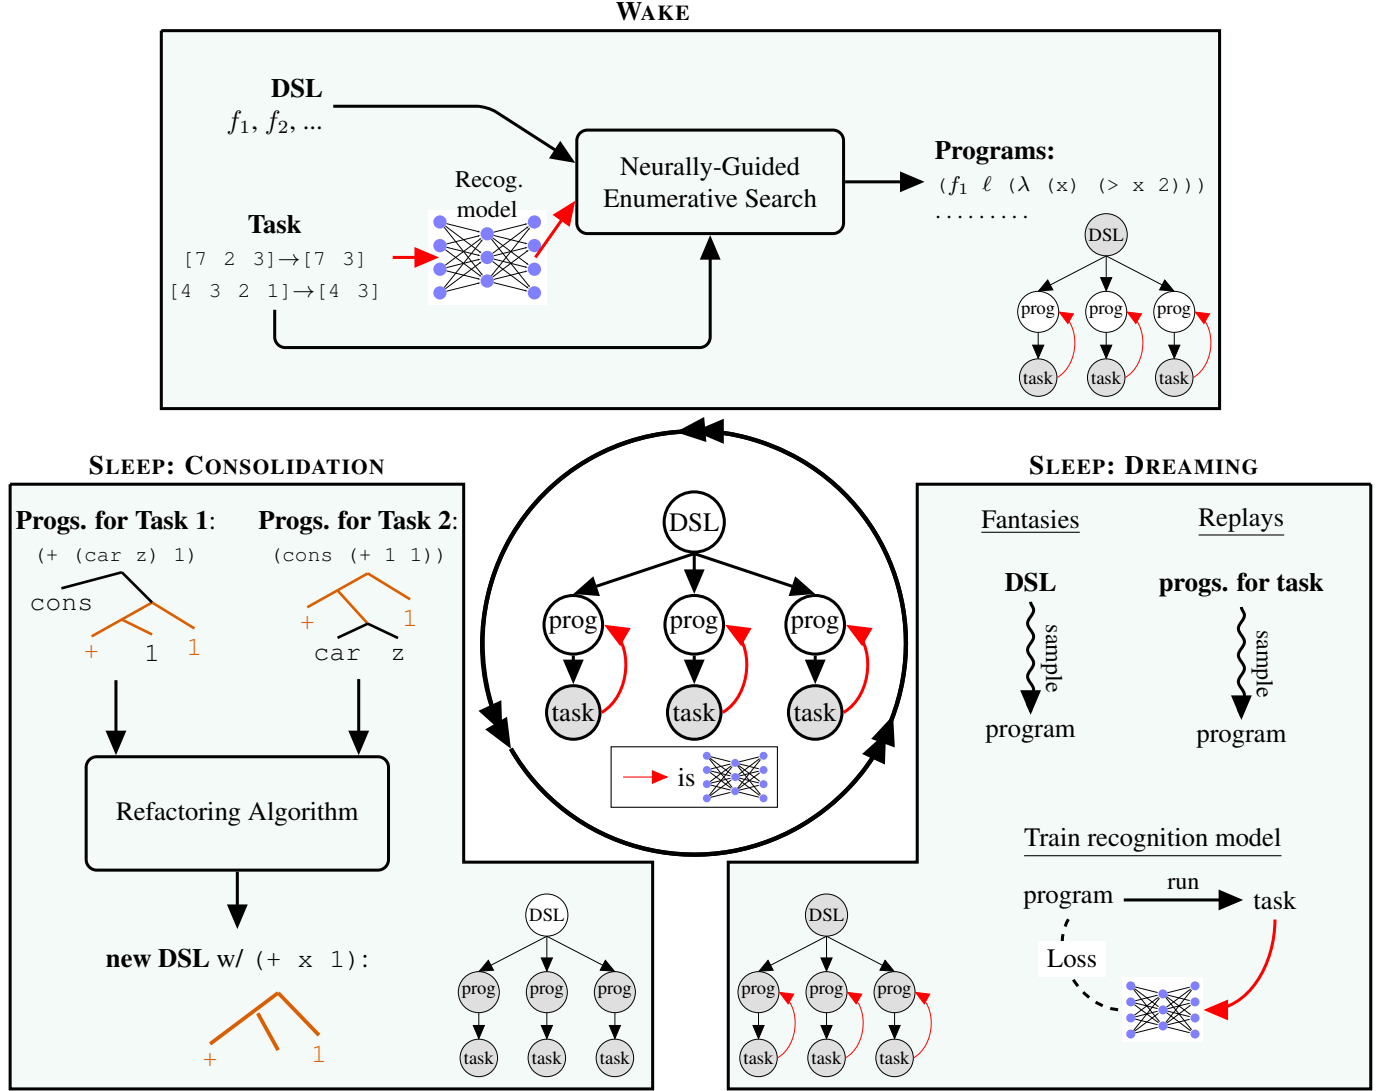 WAKE
DSL
f1, f2, ...
Recog.
model
Task
[7 2 3]→[7 3]
[4 3 2 1]→[4 3]
Neurally-Guided
Enumerative Search
Programs:
(f1 ℓ (λ (x) (> x 2)))
.........
DSL
prog prog prog
task task task
SLEEP: CONSOLIDATION
Progs. for Task 1:
(+ (car z) 1)
cons
+ 1 1
Progs. for Task 2:
(cons (+ 1 1))
+ 1
car z
Refactoring Algorithm
new DSL w/ (+ x 1):
+ 1
DSL
prog prog prog
task task task
DSL
prog prog prog
task task task
is
SLEEP: DREAMING
Fantasies
DSL
sample
program
Replays
progs. for task
sample
program
Train recognition model
program run task
Loss
DSL
prog prog prog
task task task